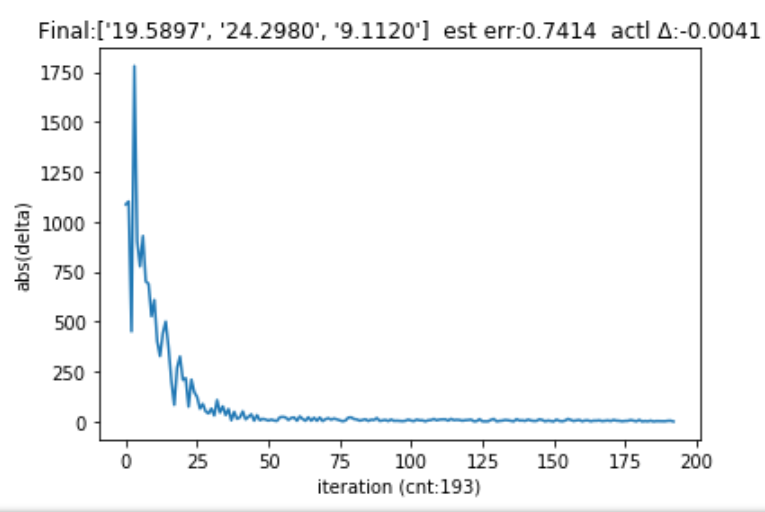 Final:['19.5897', '24.2980', '9.1120']  est err:0.7414  actl Δ:-0.0041
1750
1500
1250
1000
750
500
250
0
abs(delta)
0 25 50 75 100 125 150 175 200
iteration (cnt:193)